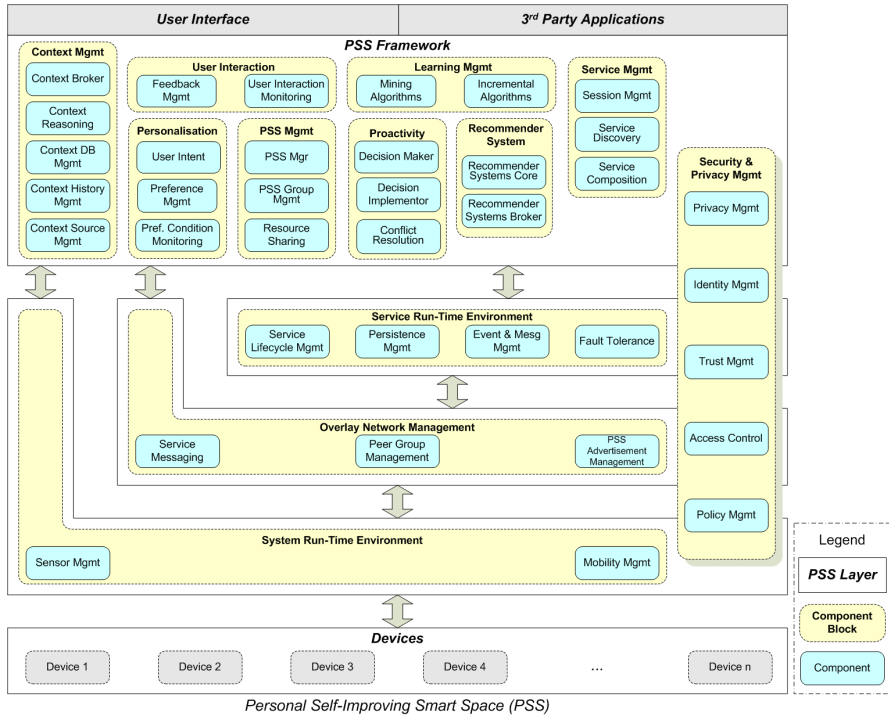 User Interface
3rd Party Applications
PSS Framework
Context Mgmt
Context Broker
Context
Reasoning
Context DB
Mgmt
Context History
Mgmt
Context Source
Mgmt
User Interaction
Feedback
Mgmt
User Interaction
Monitoring
Learning Mgmt
Mining
Algorithms
Incremental
Algorithms
Service Mgmt
Session Mgmt
Service
Discovery
Service
Composition
Personalisation
User Intent
Preference
Mgmt
Pref. Condition
Monitoring
PSS Mgmt
PSS Mgr
PSS Group
Mgmt
Resource
Sharing
Proactivity
Decision Maker
Decision
Implementor
Conflict
Resolution
Recommender
System
Recommender
Systems Core
Recommender
Systems Broker
Security &
Privacy Mgmt
Privacy Mgmt
Identity Mgmt
Trust Mgmt
Access Control
Policy Mgmt
Service Run-Time Environment
Service
Lifecycle Mgmt
Persistence
Mgmt
Event & Mesg
Mgmt
Fault Tolerance
Overlay Network Management
Service
Messaging
Peer Group
Management
PSS
Advertisement
Management
System Run-Time Environment
Sensor Mgmt
Mobility Mgmt
Devices
Device 1
Device 2
Device 3
Device 4
...
Device n
Personal Self-Improving Smart Space (PSS)
Legend
PSS Layer
Component
Block
Component